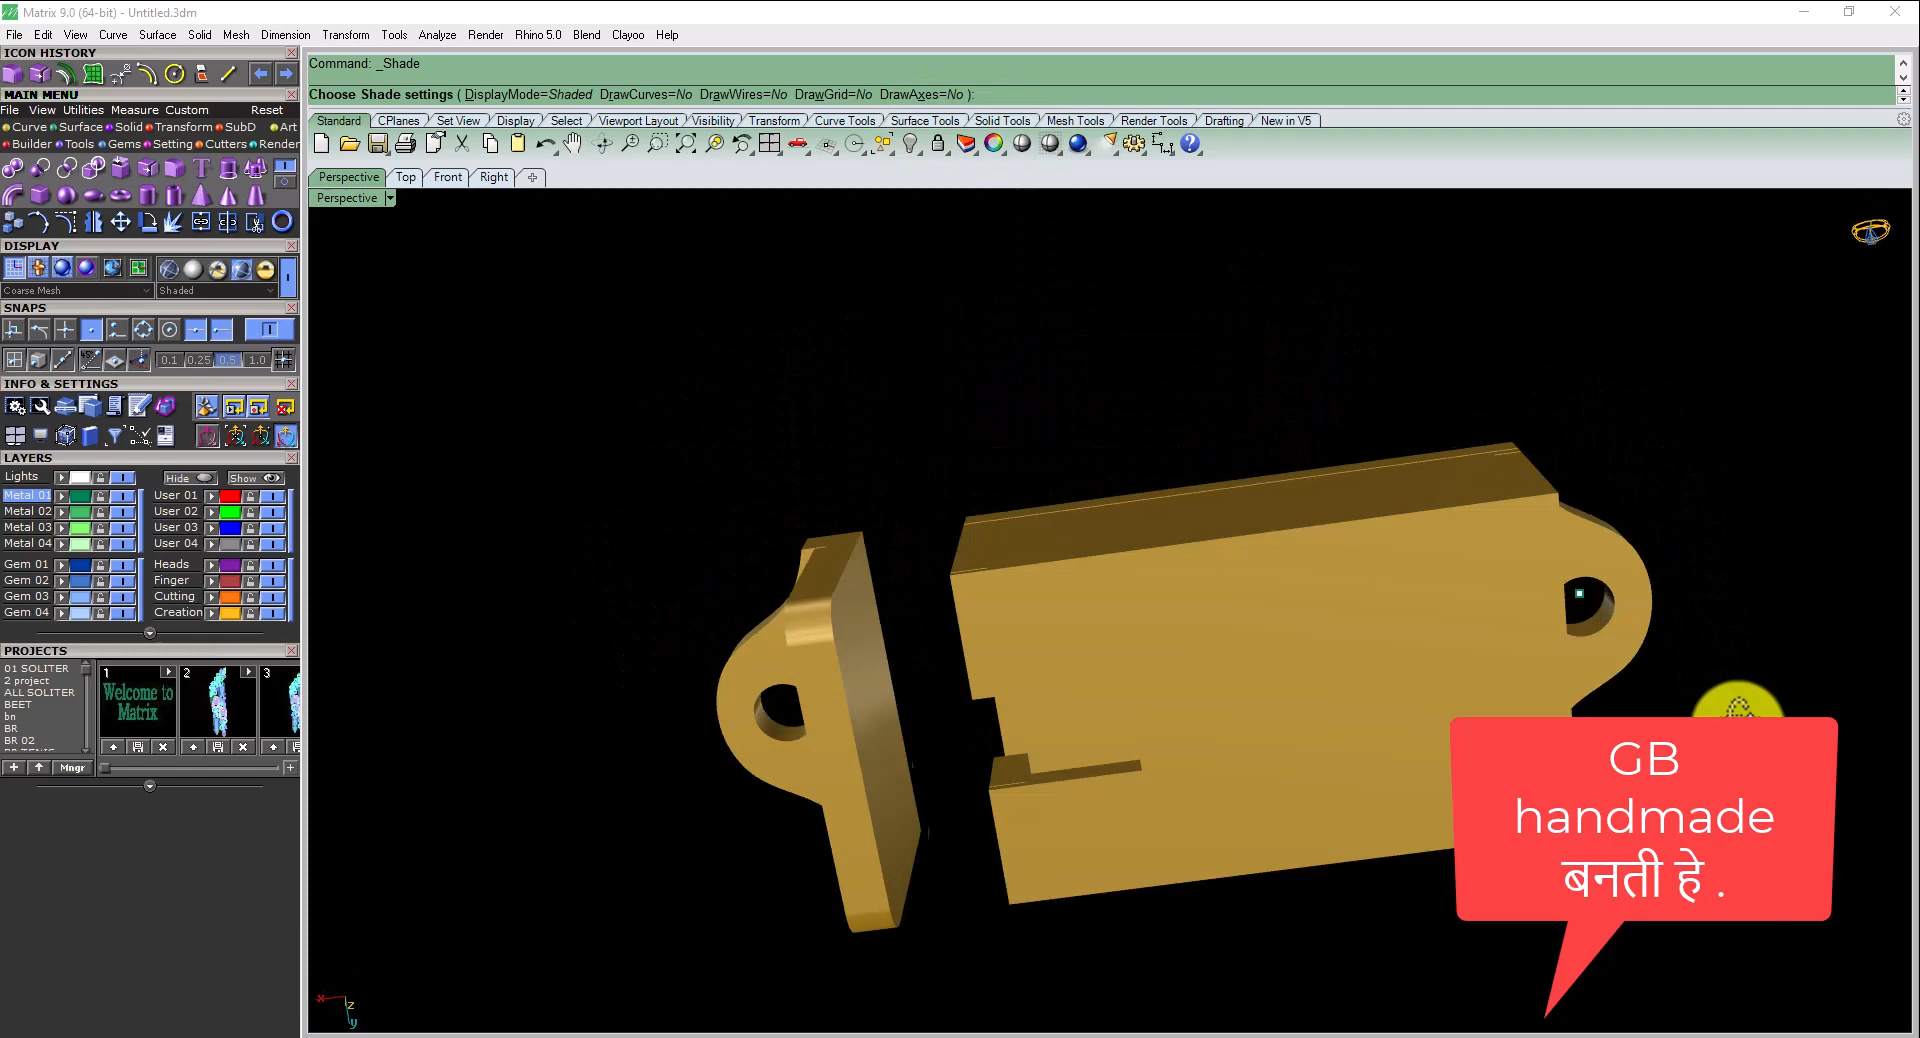 Matrix 9.0 (64-bit) - Untitled.3dm
File Edit View Curve Surface Solid Mesh Dimension Transform Tools Analyze Render Rhino 5.0 Blend Clayoo Help
ICON HISTORY
Command: _Shade
Choose Shade settings ( DisplayMode=Shaded DrawCurves=No DrawWires=No DrawGrid=No DrawAxes=No ):
MAIN MENU
File View Utilities Measure Custom Reset
Curve Surface Solid Transform SubD Art
Builder Tools Gems Setting Cutters Render
Standard CPlanes Set View Display Select Viewport Layout Visibility Transform Curve Tools Surface Tools Solid Tools Mesh Tools Render Tools Drafting New in V5
Perspective Top Front Right
Perspective
DISPLAY
Coarse Mesh Shaded
SNAPS
0.1 0.25 0.5 1.0
INFO & SETTINGS
LAYERS
Lights Hide Show
Metal 01 User 01
Metal 02 User 02
Metal 03 User 03
Metal 04 User 04
Gem 01 Heads
Gem 02 Finger
Gem 03 Cutting
Gem 04 Creation
PROJECTS
01 SOLITER
2 project
ALL SOLITER
BEET
bn
BR
BR 02
1 2 3
Welcome to
Matrix
Mngr
GB
handmade
बनती हे .
x z
y